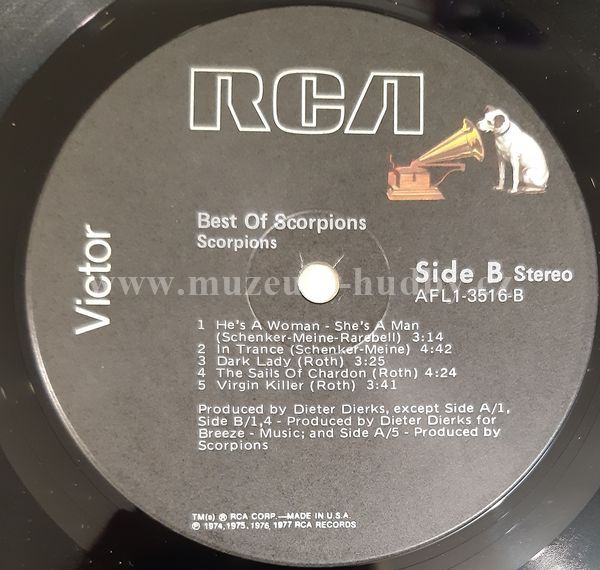 RCA
Victor
Best Of Scorpions
Scorpions
Side B Stereo
AFL1-3516-B
www.muzeum-hudby.cz
1 He's A Woman - She's A Man
(Schenker-Meine-Rarebell) 3:14
2 In Trance (Schenker-Meine) 4:42
3 Dark Lady (Roth) 3:25
4 The Sails Of Chardon (Roth) 4:24
5 Virgin Killer (Roth) 3:41
Produced by Dieter Dierks, except Side A/1,
Side B/1,4 - Produced by Dieter Dierks for
Breeze - Music; and Side A/5 - Produced by
Scorpions
TM(s) ® RCA CORP.—MADE IN U.S.A.
℗ 1974, 1975, 1976, 1977 RCA RECORDS